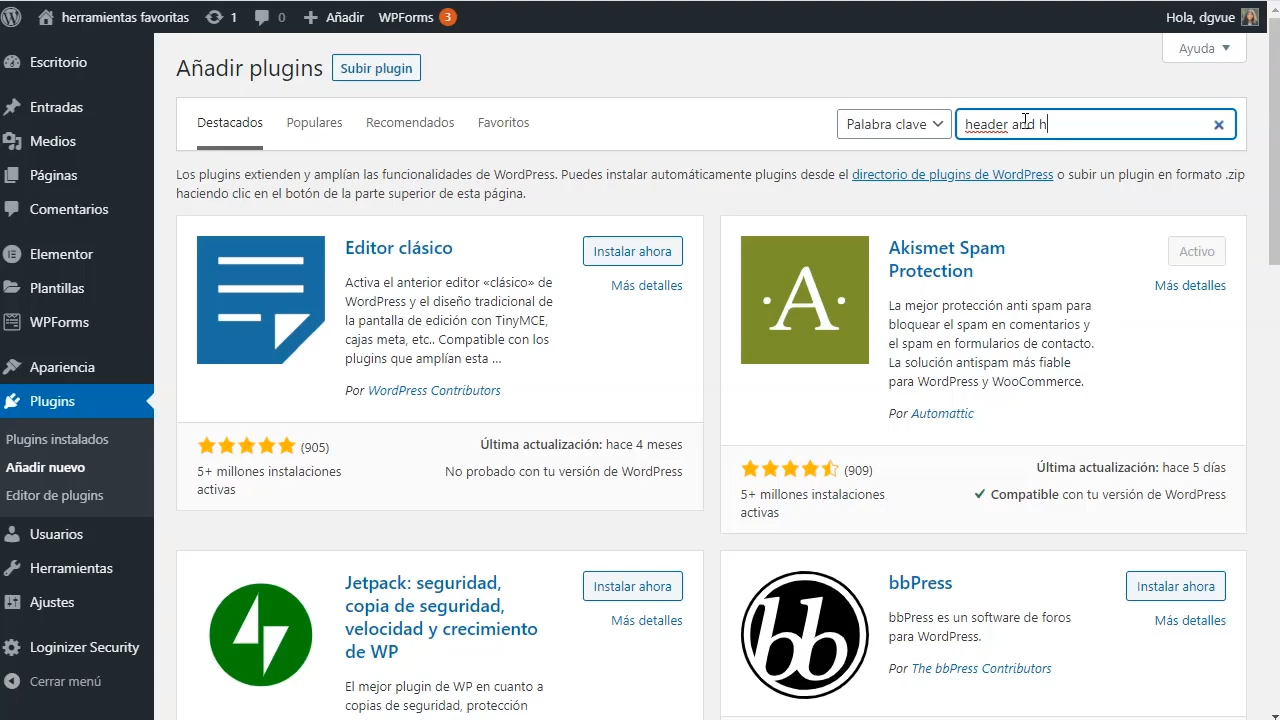 herramientas favoritas
1
0
Añadir
WPForms
3
Hola, dgvue
Escritorio
Entradas
Medios
Páginas
Comentarios
Elementor
Plantillas
WPForms
Apariencia
Plugins
Plugins instalados
Añadir nuevo
Editor de plugins
Usuarios
Herramientas
Ajustes
Loginizer Security
Cerrar menú
Ayuda
Añadir plugins
Subir plugin
Destacados
Populares
Recomendados
Favoritos
Palabra clave
header and h
Los plugins extienden y amplían las funcionalidades de WordPress. Puedes instalar automáticamente plugins desde el directorio de plugins de WordPress o subir un plugin en formato .zip
haciendo clic en el botón de la parte superior de esta página.
Editor clásico
Instalar ahora
Más detalles
Activa el anterior editor «clásico» de
WordPress y el diseño tradicional de
la pantalla de edición con TinyMCE,
cajas meta, etc.. Compatible con los
plugins que amplían esta ...
Por WordPress Contributors
(905)
5+ millones instalaciones
activas
Última actualización: hace 4 meses
No probado con tu versión de WordPress
A
Akismet Spam
Protection
Activo
Más detalles
La mejor protección anti spam para
bloquear el spam en comentarios y
el spam en formularios de contacto.
La solución antispam más fiable
para WordPress y WooCommerce.
Por Automattic
(909)
5+ millones instalaciones
activas
Última actualización: hace 5 días
Compatible con tu versión de WordPress
Jetpack: seguridad,
copia de seguridad,
velocidad y crecimiento
de WP
Instalar ahora
Más detalles
El mejor plugin de WP en cuanto a
copias de seguridad, protección
bb
bbPress
Instalar ahora
Más detalles
bbPress es un software de foros
para WordPress.
Por The bbPress Contributors